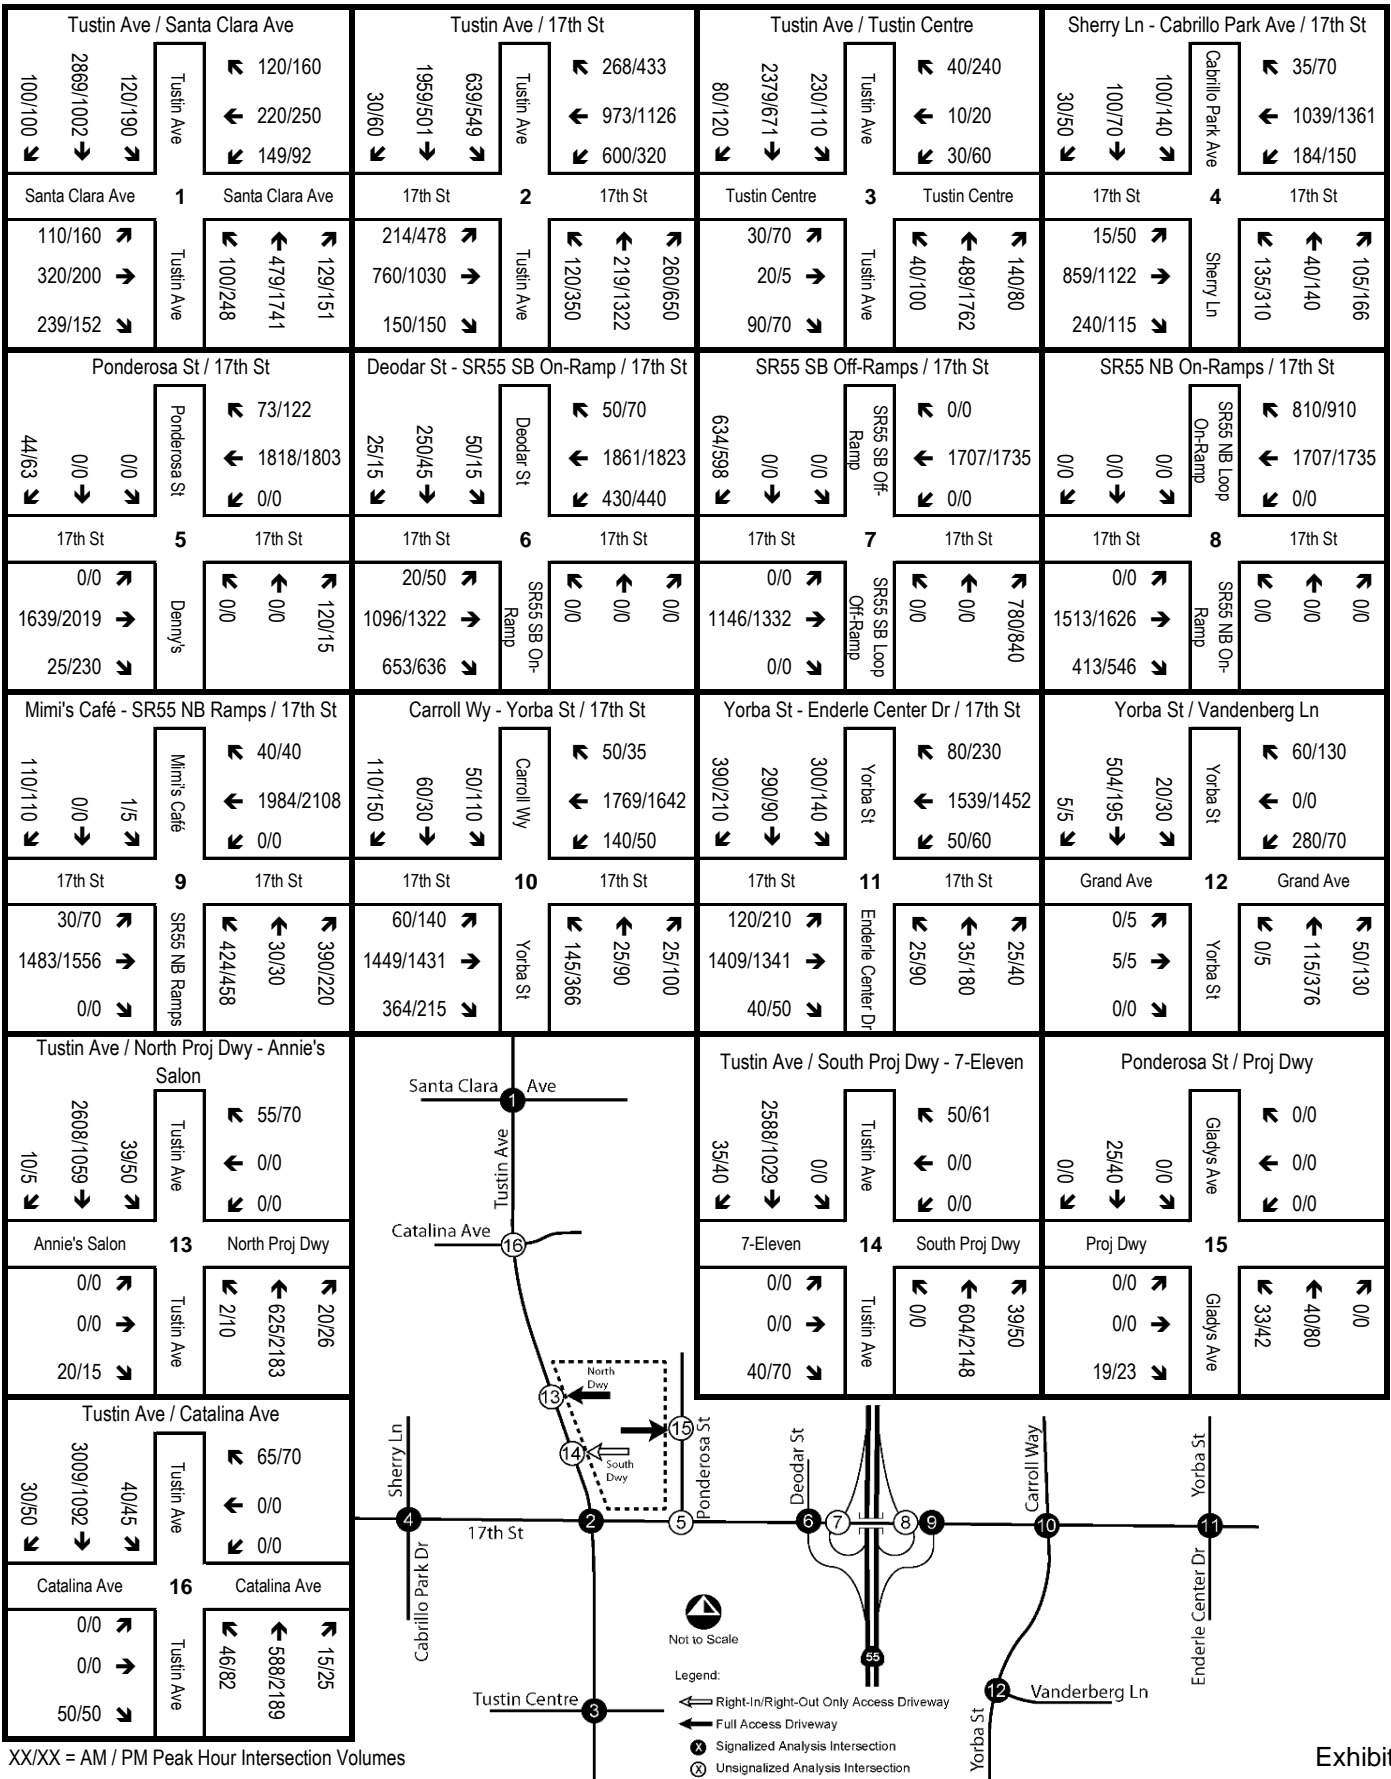 Tustin Ave / Santa Clara Ave
100/100
2869/1002
120/190
Tustin Ave
120/160
220/250
149/92
Santa Clara Ave 1 Santa Clara Ave
110/160
320/200
239/152
Tustin Ave
100/248
479/1741
129/151
Tustin Ave / 17th St
30/60
1959/501
639/549
Tustin Ave
268/433
973/1126
600/320
17th St 2 17th St
214/478
760/1030
150/150
Tustin Ave
120/350
219/1322
260/650
Tustin Ave / Tustin Centre
80/120
2379/671
230/110
Tustin Ave
40/240
10/20
30/60
Tustin Centre 3 Tustin Centre
30/70
20/5
90/70
Tustin Ave
40/100
489/1762
140/80
Sherry Ln - Cabrillo Park Ave / 17th St
30/50
100/70
100/140
Cabrillo Park Ave
35/70
1039/1361
184/150
17th St 4 17th St
15/50
859/1122
240/115
Sherry Ln
135/310
40/140
105/166
Ponderosa St / 17th St
44/63
0/0
0/0
Ponderosa St
73/122
1818/1803
0/0
17th St 5 17th St
0/0
1639/2019
25/230
Denny's
0/0
0/0
120/15
Deodar St - SR55 SB On-Ramp / 17th St
25/15
250/45
50/15
Deodar St
50/70
1861/1823
430/440
17th St 6 17th St
20/50
1096/1322
653/636
SR55 SB On-
Ramp
0/0
0/0
0/0
SR55 SB Off-Ramps / 17th St
634/598
0/0
0/0
SR55 SB Off-
Ramp
0/0
1707/1735
0/0
17th St 7 17th St
0/0
1146/1332
0/0
SR55 SB Loop
Off-Ramp
0/0
0/0
780/840
SR55 NB On-Ramps / 17th St
0/0
0/0
0/0
SR55 NB Loop
On-Ramp
810/910
1707/1735
0/0
17th St 8 17th St
0/0
1513/1626
413/546
SR55 NB On-
Ramp
0/0
0/0
0/0
Mimi's Café - SR55 NB Ramps / 17th St
110/110
0/0
1/5
Mimi's Café
40/40
1984/2108
0/0
17th St 9 17th St
30/70
1483/1556
0/0
SR55 NB Ramps
424/458
30/30
390/220
Carroll Wy - Yorba St / 17th St
110/150
60/30
50/110
Carroll Wy
50/35
1769/1642
140/50
17th St 10 17th St
60/140
1449/1431
364/215
Yorba St
145/366
25/90
25/100
Yorba St - Enderle Center Dr / 17th St
390/210
290/90
300/140
Yorba St
80/230
1539/1452
50/60
17th St 11 17th St
120/210
1409/1341
40/50
Enderle Center Dr
25/90
35/180
25/40
Yorba St / Vandenberg Ln
5/5
504/195
20/30
Yorba St
60/130
0/0
280/70
Grand Ave 12 Grand Ave
0/5
5/5
0/0
Yorba St
0/5
115/376
50/130
Tustin Ave / North Proj Dwy - Annie's
Salon
10/5
2608/1059
39/50
Tustin Ave
55/70
0/0
0/0
Annie's Salon 13 North Proj Dwy
0/0
0/0
20/15
Tustin Ave
2/10
625/2183
20/26
Tustin Ave / South Proj Dwy - 7-Eleven
35/40
2588/1029
0/0
Tustin Ave
50/61
0/0
0/0
7-Eleven 14 South Proj Dwy
0/0
0/0
40/70
Tustin Ave
0/0
604/2148
39/50
Ponderosa St / Proj Dwy
0/0
25/40
0/0
Gladys Ave
0/0
0/0
0/0
Proj Dwy 15
0/0
0/0
19/23
Gladys Ave
33/42
40/80
0/0
Tustin Ave / Catalina Ave
30/50
3009/1092
40/45
Tustin Ave
65/70
0/0
0/0
Catalina Ave 16 Catalina Ave
0/0
0/0
50/50
Tustin Ave
46/82
588/2189
15/25
Santa Clara Ave
1
Tustin Ave
Catalina Ave
16
North
Dwy
13
15
14
South
Dwy
Ponderosa St
Sherry Ln
Deodar St
Carroll Way
Yorba St
4
2
5
6
7
8
9
10
11
17th St
Cabrillo Park Dr
Enderle Center Dr
Not to Scale
55
Tustin Centre
3
12
Vanderberg Ln
Yorba St
Legend:
Right-In/Right-Out Only Access Driveway
Full Access Driveway
X Signalized Analysis Intersection
X Unsignalized Analysis Intersection
XX/XX = AM / PM Peak Hour Intersection Volumes
Exhibit